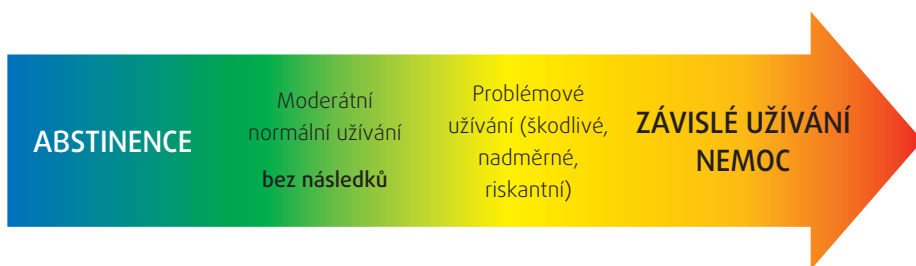 ABSTINENCE
Moderátní
normální užívání
bez následků
Problémové
užívání (škodlivé,
nadměrné,
riskantní)
ZÁVISLÉ UŽÍVÁNÍ
NEMOC